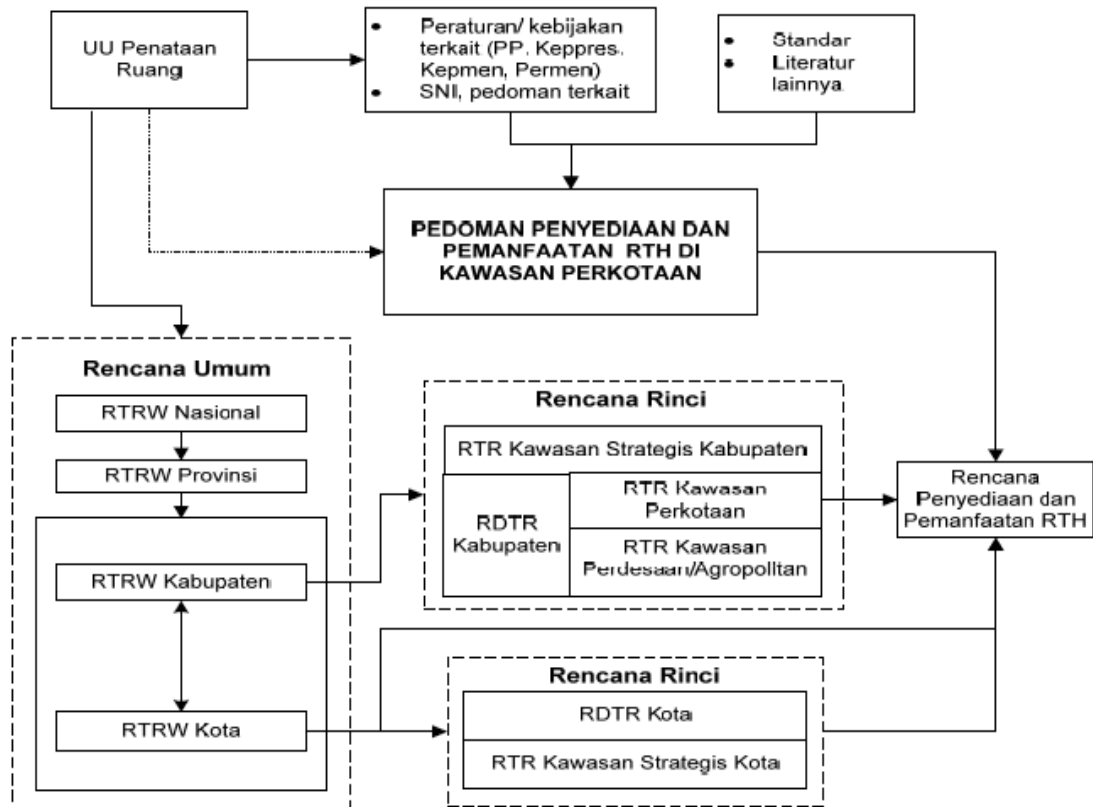 UU Penataan
Ruang
• Peraturan/ kebijakan
terkait (PP. Keppres.
Kepmen, Permen)
• SNI, pedoman terkait
• Standar
• Literatur
lainnya
PEDOMAN PENYEDIAAN DAN
PEMANFAATAN RTH DI
KAWASAN PERKOTAAN
Rencana Umum
RTRW Nasional
RTRW Provinsi
RTRW Kabupaten
RTRW Kota
Rencana Rinci
RTR Kawasan Strategis Kabupaten
RDTR
Kabupaten
RTR Kawasan
Perkotaan
RTR Kawasan
Perdesaan/Agropolitan
Rencana Rinci
RDTR Kota
RTR Kawasan Strategis Kota
Rencana
Penyediaan dan
Pemanfaatan RTH